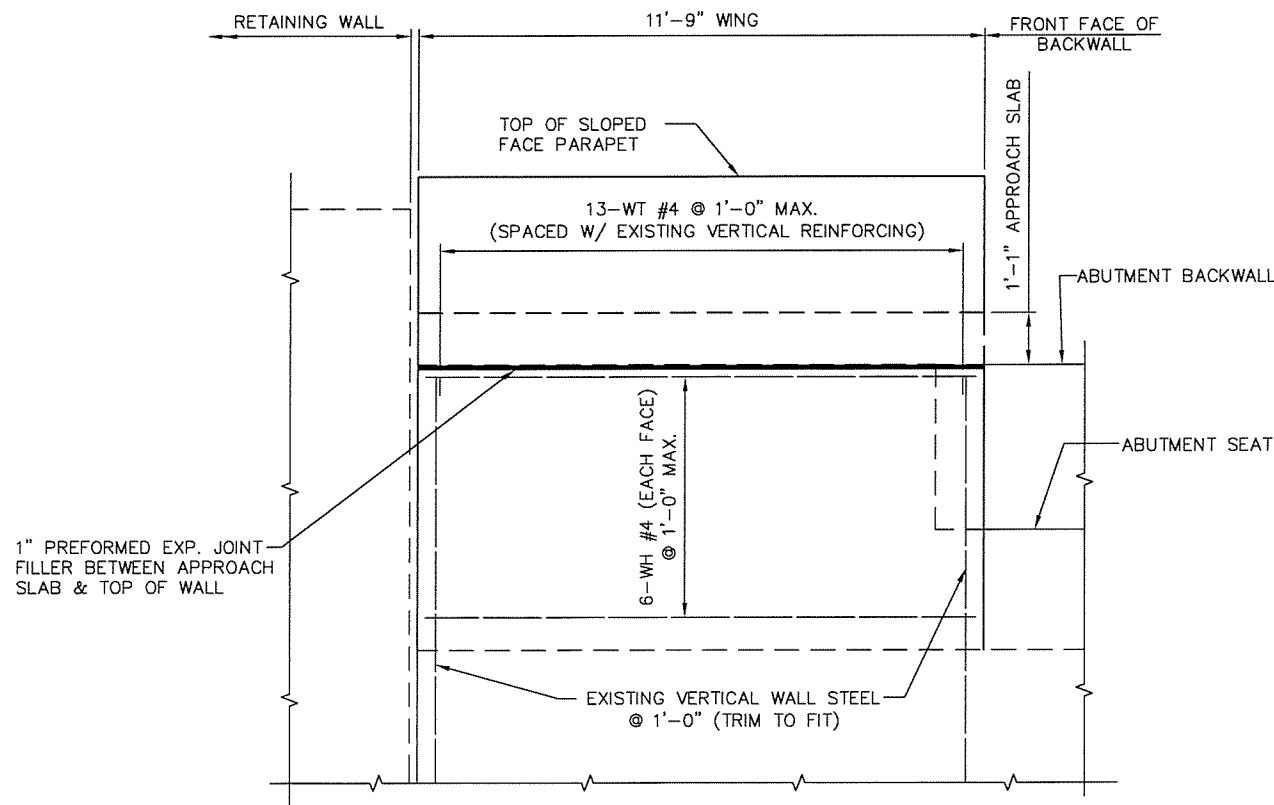 RETAINING WALL
11'-9" WING
FRONT FACE OF
BACKWALL
TOP OF SLOPED
FACE PARAPET
1'-1" APPROACH SLAB
13-WT #4 @ 1'-0" MAX.
(SPACED W/ EXISTING VERTICAL REINFORCING)
ABUTMENT BACKWALL
6-WH #4 (EACH FACE)
@ 1'-0" MAX.
ABUTMENT SEAT
1" PREFORMED EXP. JOINT
FILLER BETWEEN APPROACH
SLAB & TOP OF WALL
EXISTING VERTICAL WALL STEEL
@ 1'-0" (TRIM TO FIT)